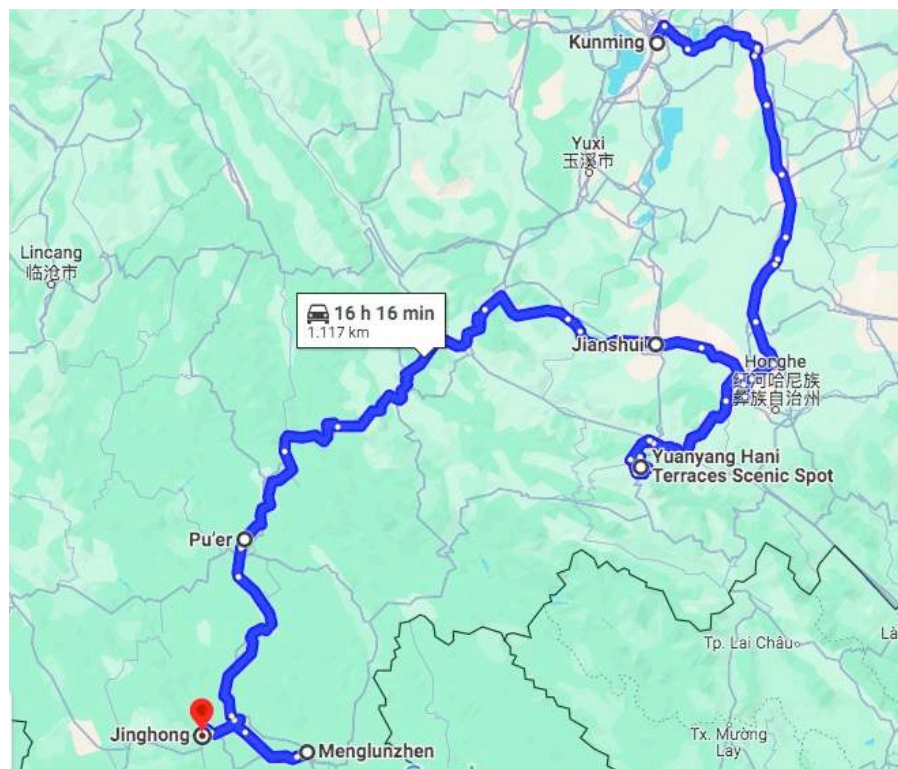 Kunming
Yuxi
玉溪市
Lincang
临沧市
16 h 16 min
1.117 km
Jianshui
Honghe
红河哈尼族
彝族自治州
Yuanyang Hani
Terraces Scenic Spot
Pu'er
Tp. Lai Châu
Là
Jinghong
Menglunzhen
Tx. Mường
Lay